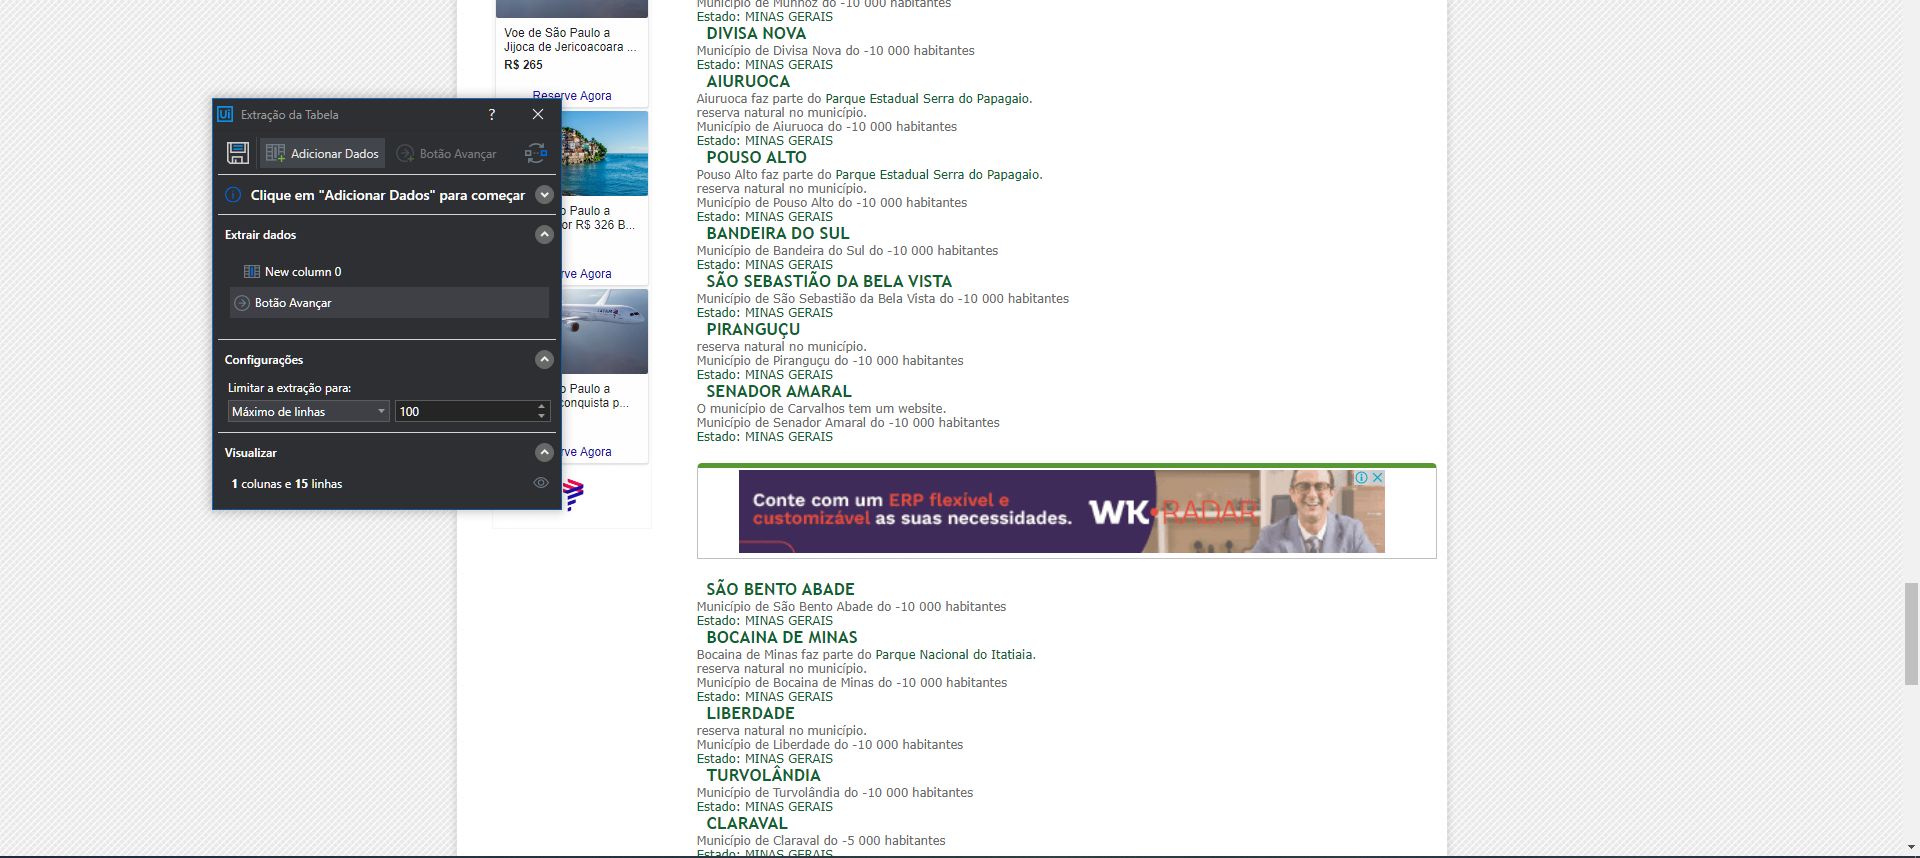 Extração da Tabela
?
Adicionar Dados
Botão Avançar
Clique em "Adicionar Dados" para começar
Extrair dados
New column 0
Botão Avançar
Configurações
Limitar a extração para:
Máximo de linhas
100
Visualizar
1 colunas e 15 linhas
Voe de São Paulo a
Jijoca de Jericoacoara ...
R$ 265
Reserve Agora
o Paulo a
or R$ 326 B...
rve Agora
o Paulo a
conquista p...
rve Agora
Município de Munhoz do -10 000 habitantes
Estado: MINAS GERAIS
DIVISA NOVA
Município de Divisa Nova do -10 000 habitantes
Estado: MINAS GERAIS
AIURUOCA
Aiuruoca faz parte do Parque Estadual Serra do Papagaio.
reserva natural no município.
Município de Aiuruoca do -10 000 habitantes
Estado: MINAS GERAIS
POUSO ALTO
Pouso Alto faz parte do Parque Estadual Serra do Papagaio.
reserva natural no município.
Município de Pouso Alto do -10 000 habitantes
Estado: MINAS GERAIS
BANDEIRA DO SUL
Município de Bandeira do Sul do -10 000 habitantes
Estado: MINAS GERAIS
SÃO SEBASTIÃO DA BELA VISTA
Município de São Sebastião da Bela Vista do -10 000 habitantes
Estado: MINAS GERAIS
PIRANGUÇU
reserva natural no município.
Município de Piranguçu do -10 000 habitantes
Estado: MINAS GERAIS
SENADOR AMARAL
O município de Carvalhos tem um website.
Município de Senador Amaral do -10 000 habitantes
Estado: MINAS GERAIS
Conte com um ERP flexível e
customizável as suas necessidades.
WK RADAR
SÃO BENTO ABADE
Município de São Bento Abade do -10 000 habitantes
Estado: MINAS GERAIS
BOCAINA DE MINAS
Bocaina de Minas faz parte do Parque Nacional do Itatiaia.
reserva natural no município.
Município de Bocaina de Minas do -10 000 habitantes
Estado: MINAS GERAIS
LIBERDADE
reserva natural no município.
Município de Liberdade do -10 000 habitantes
Estado: MINAS GERAIS
TURVOLÂNDIA
Município de Turvolândia do -10 000 habitantes
Estado: MINAS GERAIS
CLARAVAL
Município de Claraval do -5 000 habitantes
Estado: MINAS GERAIS